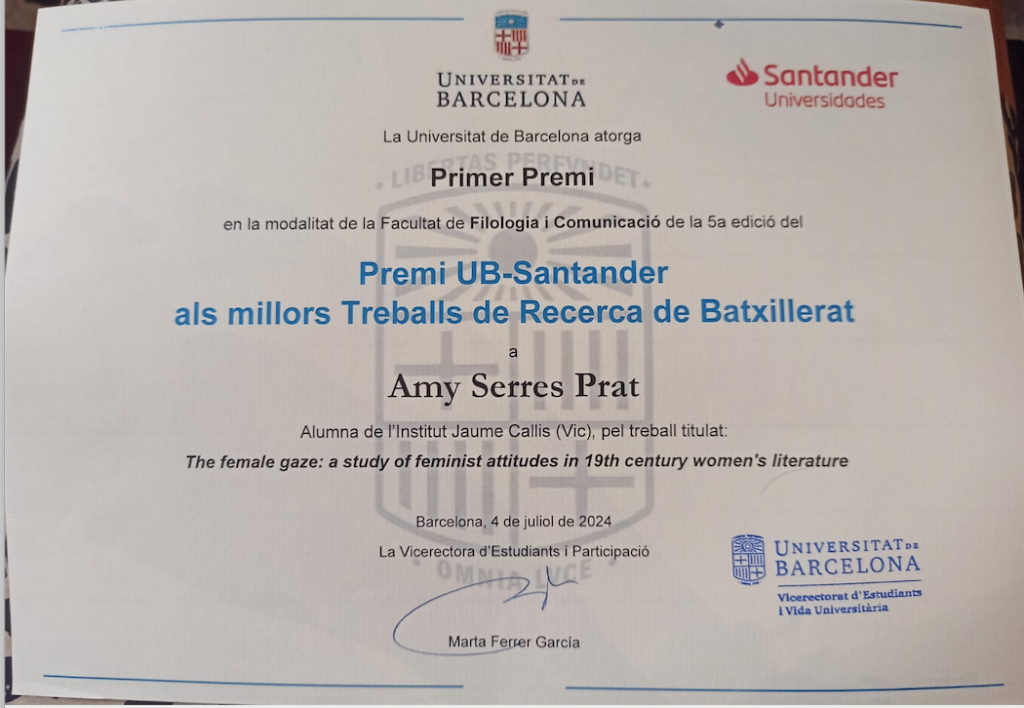 UNIVERSITAT DE
BARCELONA
Santander
Universidades
La Universitat de Barcelona atorga
LIBERTAS PERFVNDET
Primer Premi
en la modalitat de la Facultat de Filologia i Comunicació de la 5a edició del
Premi UB-Santander
als millors Treballs de Recerca de Batxillerat
a
Amy Serres Prat
Alumna de l'Institut Jaume Callis (Vic), pel treball titulat:
The female gaze: a study of feminist attitudes in 19th century women's literature
Barcelona, 4 de juliol de 2024
La Vicerectora d'Estudiants i Participació
OMNIA LVCE
Marta Ferrer García
UNIVERSITAT DE
BARCELONA
Vicerectorat d'Estudiants
i Vida Universitària